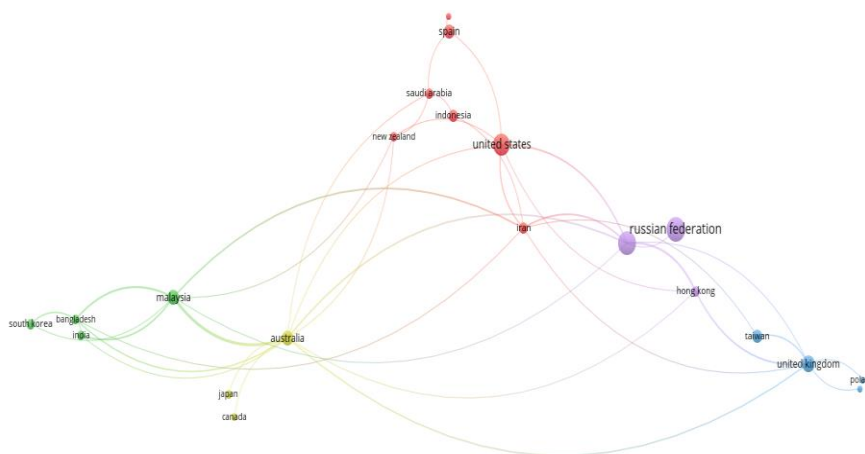 spain
saudi arabia
indonesia
new zealand
united states
iran
russian federation
hong kong
malaysia
bangladesh
south korea
india
australia
taiwan
united kingdom
pola
japan
canada